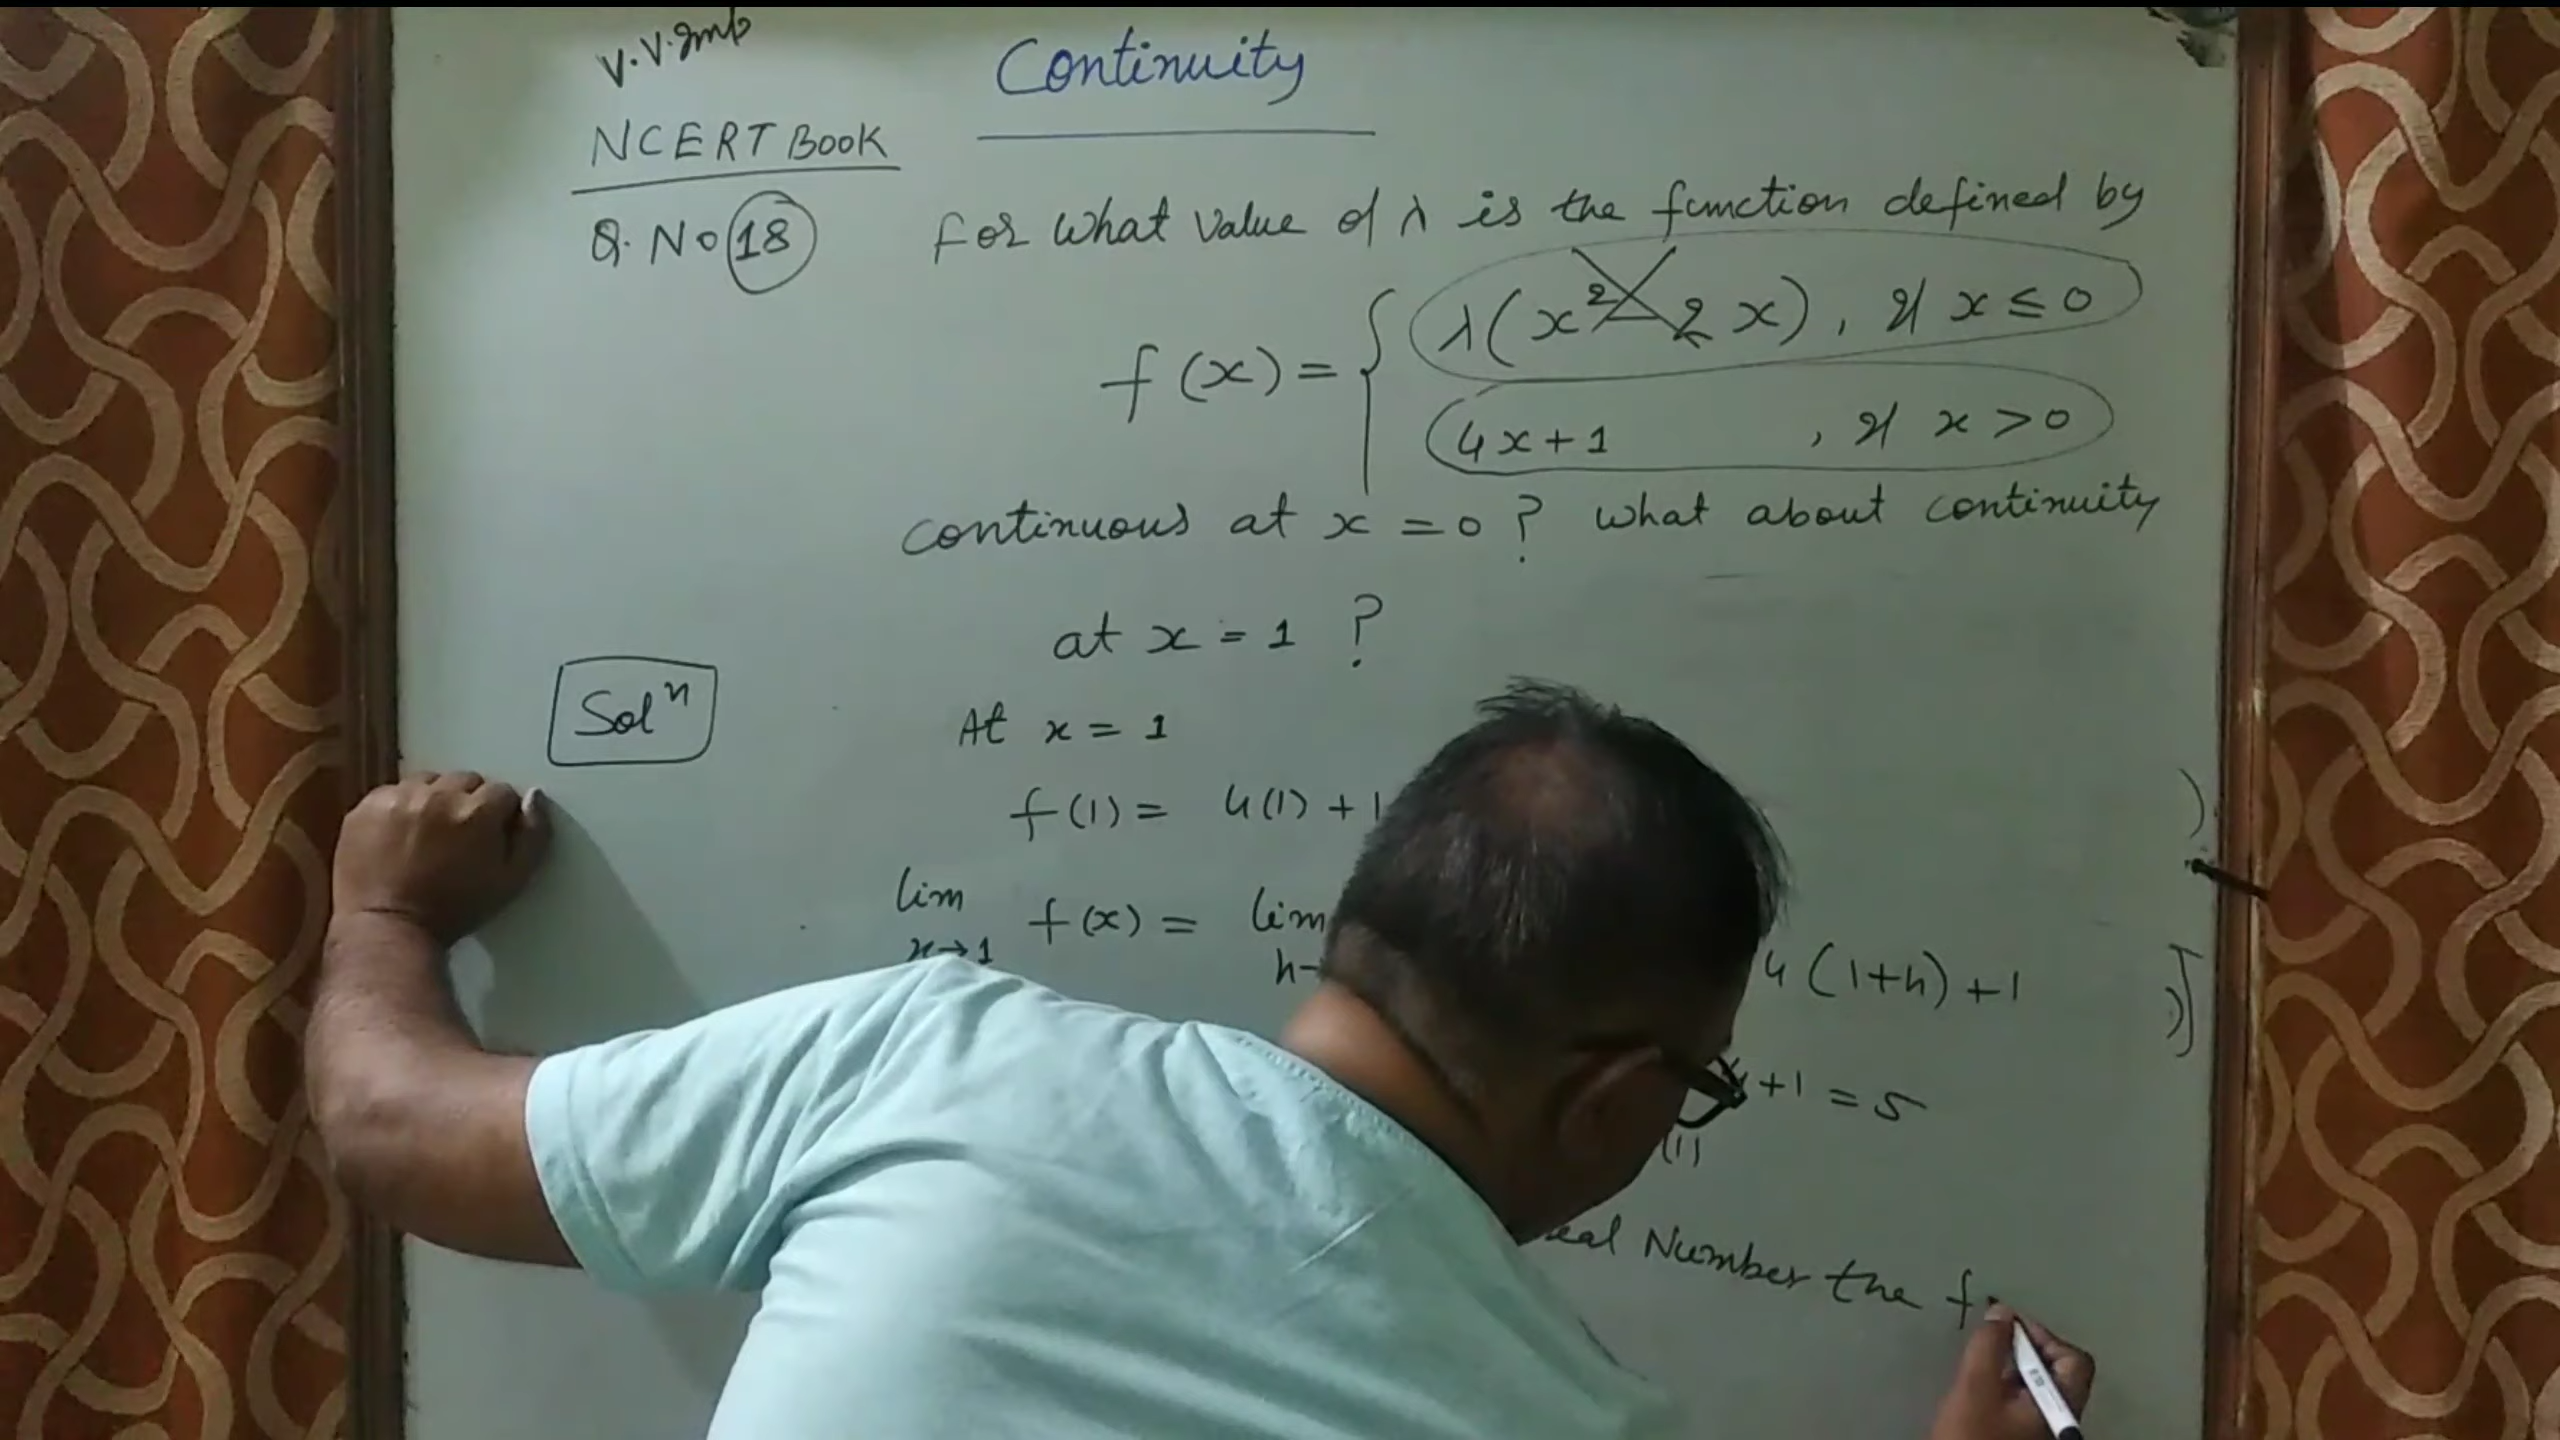 V.V.Imp
Continuity
NCERT Book
Q. No 18 For what value of λ is the function defined by
f(x) = { λ(x² - 2x), if x ≤ 0
4x+1 , if x > 0
continuous at x = 0 ? what about continuity
at x = 1 ?
Solⁿ
At x = 1
f(1) = 4(1) + 1
lim f(x) = lim
x→1 h-
4(1+h)+1
+1 = 5
(1)
Number the f